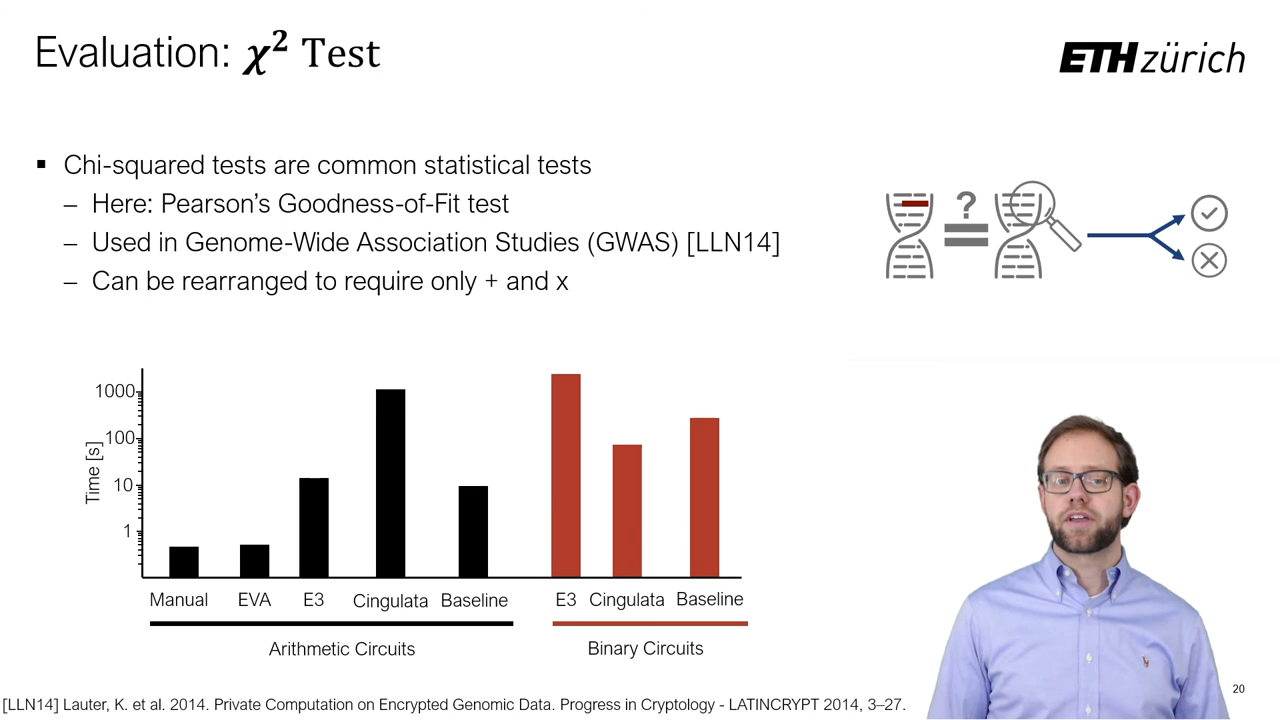 Evaluation: χ² Test
ETH zürich
▪ Chi-squared tests are common statistical tests
– Here: Pearson's Goodness-of-Fit test
– Used in Genome-Wide Association Studies (GWAS) [LLN14]
– Can be rearranged to require only + and x
?
Time [s]
1000
100
10
1
Manual EVA E3 Cingulata Baseline E3 Cingulata Baseline
Arithmetic Circuits Binary Circuits
20
[LLN14] Lauter, K. et al. 2014. Private Computation on Encrypted Genomic Data. Progress in Cryptology - LATINCRYPT 2014, 3–27.